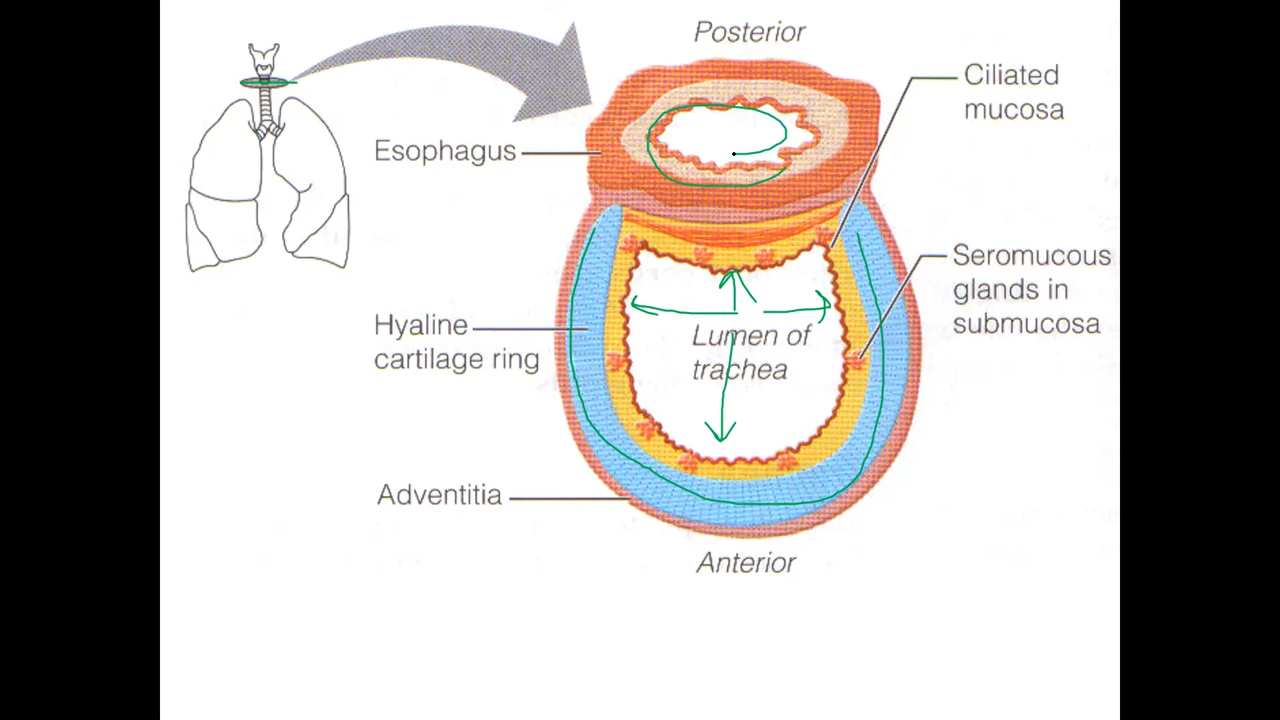 Posterior
Ciliated
mucosa
Esophagus
Seromucous
glands in
submucosa
Hyaline
cartilage ring
Lumen of
trachea
Adventitia
Anterior